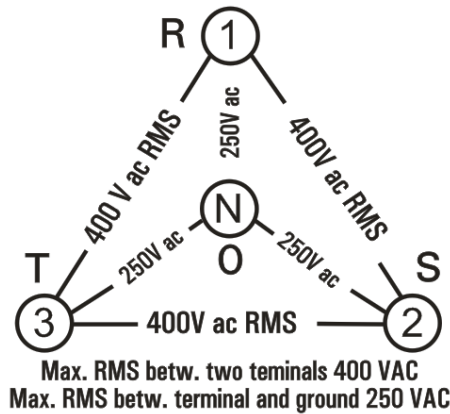 R 1
250V ac
400 V ac RMS
400V ac RMS
N
O
250V ac
250V ac
T
S
3
400V ac RMS
2
Max. RMS betw. two teminals 400 VAC
Max. RMS betw. terminal and ground 250 VAC